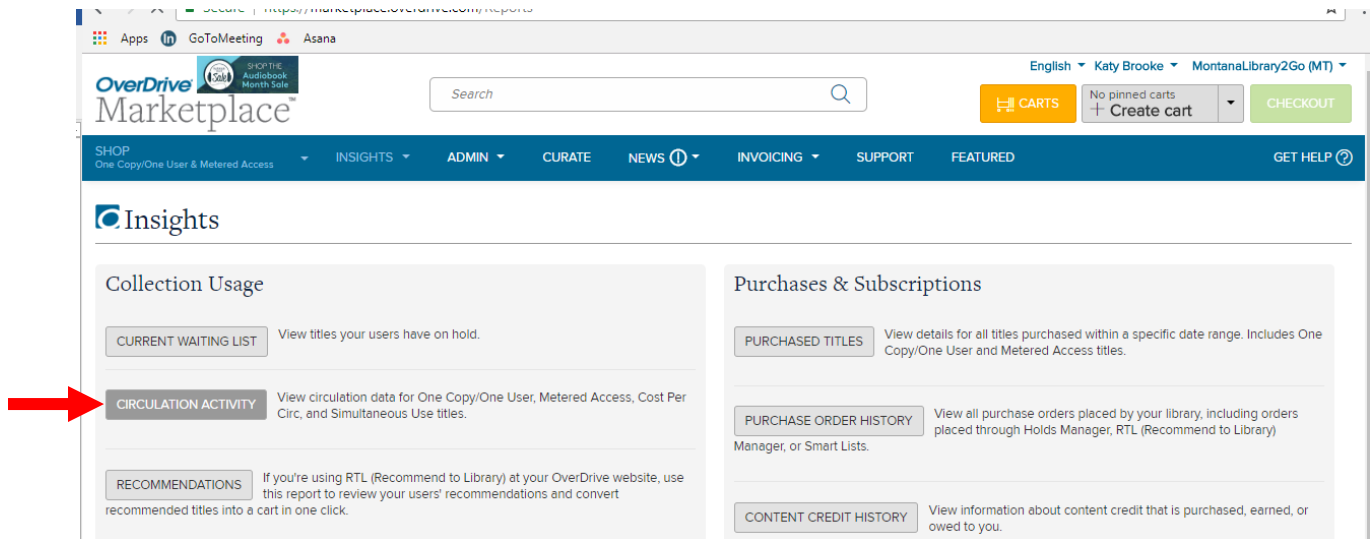 Secure | https://marketplace.overdrive.com/Reports
Apps in GoToMeeting Asana
SHOP THE
Audiobook
Month Sale
Sale
OverDrive
Marketplace™
Search
English Katy Brooke MontanaLibrary2Go (MT)
CARTS
No pinned carts
+ Create cart
CHECKOUT
SHOP
One Copy/One User & Metered Access
INSIGHTS ADMIN CURATE NEWS INVOICING SUPPORT FEATURED GET HELP ?
Insights
Collection Usage
CURRENT WAITING LIST View titles your users have on hold.
CIRCULATION ACTIVITY View circulation data for One Copy/One User, Metered Access, Cost Per
Circ, and Simultaneous Use titles.
RECOMMENDATIONS If you're using RTL (Recommend to Library) at your OverDrive website, use
this report to review your users' recommendations and convert
recommended titles into a cart in one click.
Purchases & Subscriptions
PURCHASED TITLES View details for all titles purchased within a specific date range. Includes One
Copy/One User and Metered Access titles.
PURCHASE ORDER HISTORY View all purchase orders placed by your library, including orders
placed through Holds Manager, RTL (Recommend to Library)
Manager, or Smart Lists.
CONTENT CREDIT HISTORY View information about content credit that is purchased, earned, or
owed to you.